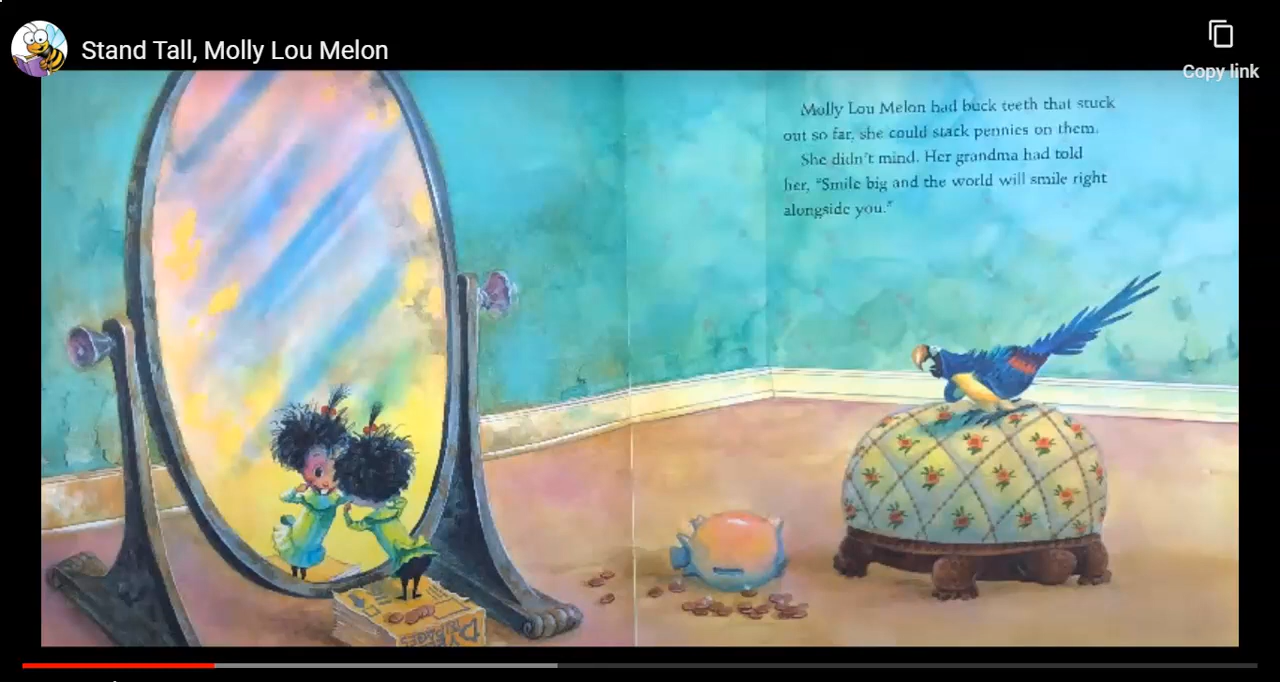 Stand Tall, Molly Lou Melon
Copy link
Molly Lou Melon had buck teeth that stuck
out so far, she could stack pennies on them.
She didn't mind. Her grandma had told
her, "Smile big and the world will smile right
alongside you."